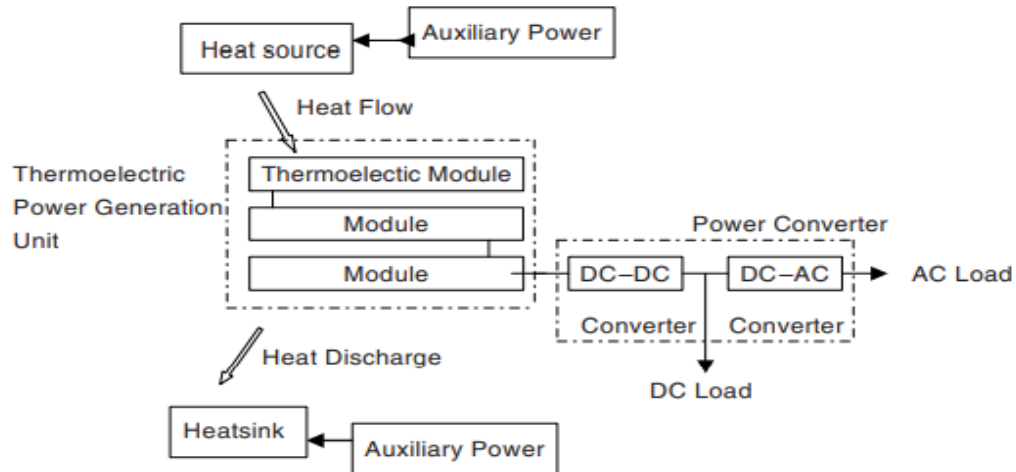 Auxiliary Power
Heat source
Heat Flow
Thermoelectric
Power Generation
Unit
Thermoelectic Module
Module
Module
Power Converter
DC–DC
DC–AC
AC Load
Converter
Converter
DC Load
Heat Discharge
Heatsink
Auxiliary Power